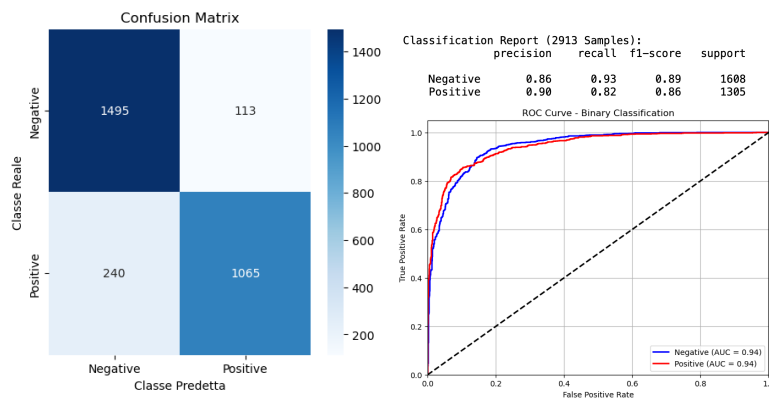 Confusion Matrix
Classe Reale
Negative
Positive
1495 113
240 1065
Negative Positive
Classe Predetta
1400
1200
1000
800
600
400
200
Classification Report (2913 Samples):
precision recall f1-score support
Negative 0.86 0.93 0.89 1608
Positive 0.90 0.82 0.86 1305
ROC Curve - Binary Classification
True Positive Rate
1.0
0.8
0.6
0.4
0.2
0.0
0.0 0.2 0.4 0.6 0.8 1.0
False Positive Rate
Negative (AUC = 0.94)
Positive (AUC = 0.94)